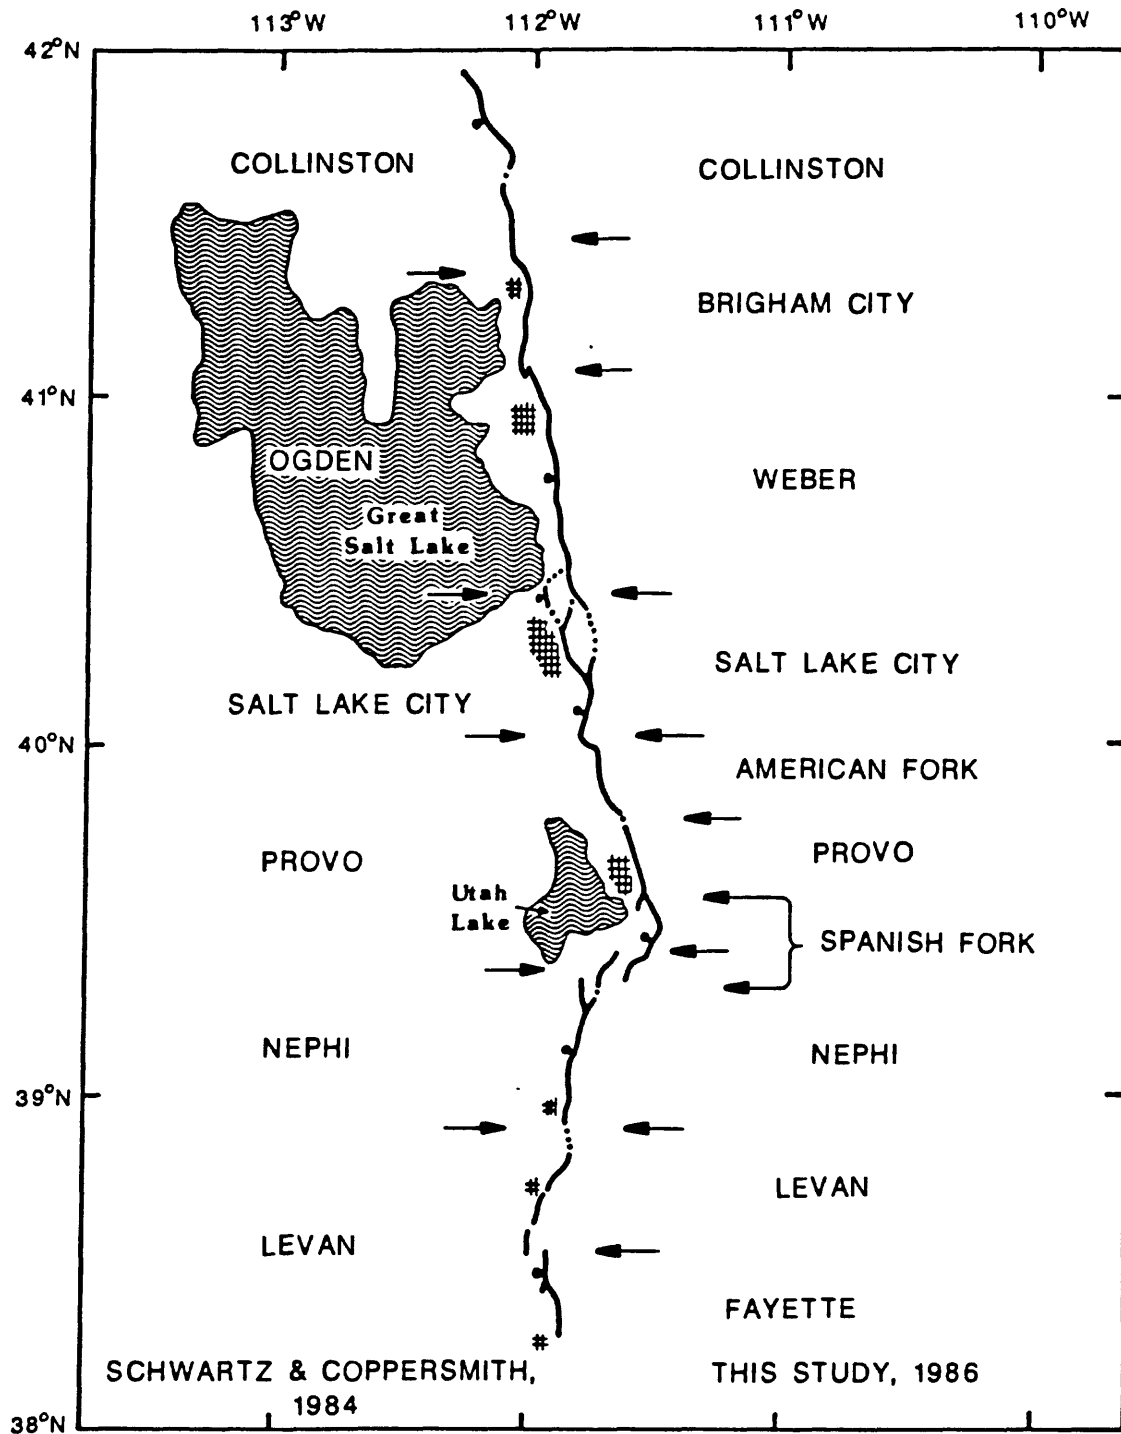 113°W 112°W 111°W 110°W
42°N
COLLINSTON
COLLINSTON
BRIGHAM CITY
41°N
OGDEN
WEBER
Great
Salt Lake
SALT LAKE CITY
SALT LAKE CITY
40°N
AMERICAN FORK
PROVO
PROVO
Utah
Lake
SPANISH FORK
NEPHI
NEPHI
39°N
LEVAN
LEVAN
FAYETTE
SCHWARTZ & COPPERSMITH,
1984
THIS STUDY, 1986
38°N